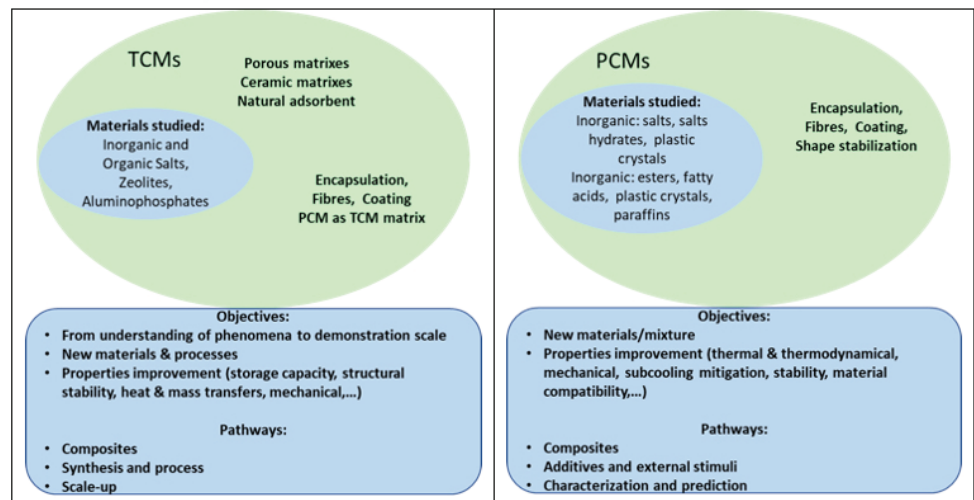 TCMs
Porous matrixes
Ceramic matrixes
Natural adsorbent
Materials studied:
Inorganic and
Organic Salts,
Zeolites,
Aluminophosphates
Encapsulation,
Fibres, Coating
PCM as TCM matrix
Objectives:
• From understanding of phenomena to demonstration scale
• New materials & processes
• Properties improvement (storage capacity, structural
stability, heat & mass transfers, mechanical,...)
Pathways:
• Composites
• Synthesis and process
• Scale-up
PCMs
Materials studied:
Inorganic: salts, salts
hydrates, plastic
crystals
Inorganic: esters, fatty
acids, plastic crystals,
paraffins
Encapsulation,
Fibres, Coating,
Shape stabilization
Objectives:
• New materials/mixture
• Properties improvement (thermal & thermodynamical,
mechanical, subcooling mitigation, stability, material
compatibility,...)
Pathways:
• Composites
• Additives and external stimuli
• Characterization and prediction